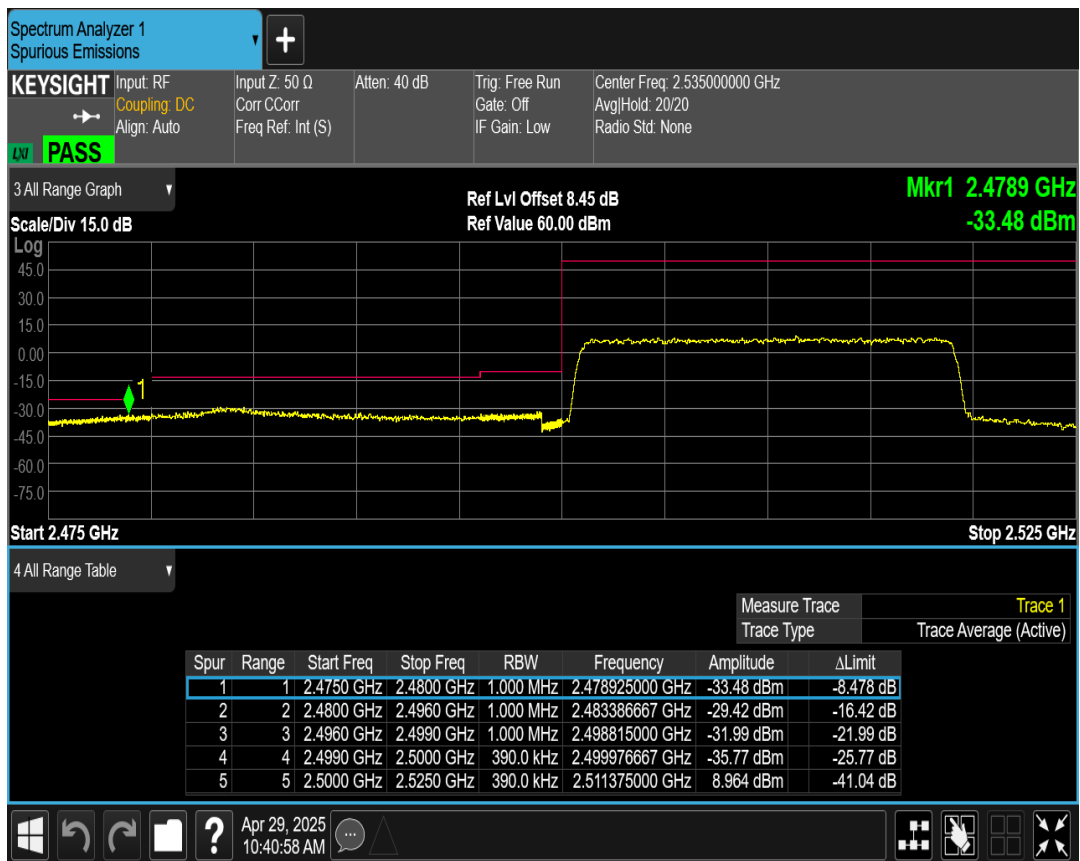 Spectrum Analyzer 1
Spurious Emissions
+
KEYSIGHT Input: RF Input Z: 50 Ω Atten: 40 dB Trig: Free Run Center Freq: 2.535000000 GHz
Coupling: DC Corr CCorr Gate: Off Avg|Hold: 20/20
Align: Auto Freq Ref: Int (S) IF Gain: Low Radio Std: None
LXI PASS
3 All Range Graph Ref Lvl Offset 8.45 dB Mkr1 2.4789 GHz
Scale/Div 15.0 dB Ref Value 60.00 dBm -33.48 dBm
Log
45.0
30.0
15.0
0.00
-15.0
1
-30.0
-45.0
-60.0
-75.0
Start 2.475 GHz Stop 2.525 GHz
4 All Range Table
Measure Trace Trace 1
Trace Type Trace Average (Active)
Spur Range Start Freq Stop Freq RBW Frequency Amplitude ΔLimit
1 1 2.4750 GHz 2.4800 GHz 1.000 MHz 2.478925000 GHz -33.48 dBm -8.478 dB
2 2 2.4800 GHz 2.4960 GHz 1.000 MHz 2.483386667 GHz -29.42 dBm -16.42 dB
3 3 2.4960 GHz 2.4990 GHz 1.000 MHz 2.498815000 GHz -31.99 dBm -21.99 dB
4 4 2.4990 GHz 2.5000 GHz 390.0 kHz 2.499976667 GHz -35.77 dBm -25.77 dB
5 5 2.5000 GHz 2.5250 GHz 390.0 kHz 2.511375000 GHz 8.964 dBm -41.04 dB
? Apr 29, 2025
10:40:58 AM